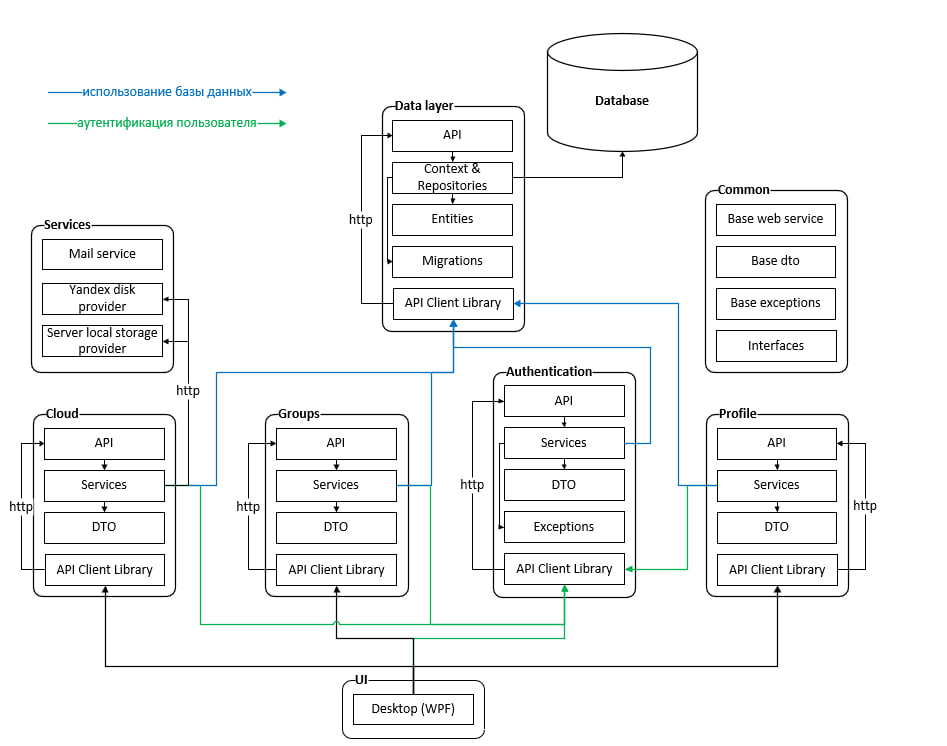 использование базы данных
аутентификация пользователя
Data layer
API
Context &
Repositories
Entities
Migrations
API Client Library
http
Database
Common
Base web service
Base dto
Base exceptions
Interfaces
Services
Mail service
Yandex disk
provider
Server local storage
provider
http
Cloud
API
Services
DTO
API Client Library
http
Groups
API
Services
DTO
API Client Library
http
Authentication
API
Services
DTO
Exceptions
API Client Library
http
Profile
API
Services
DTO
API Client Library
http
UI
Desktop (WPF)